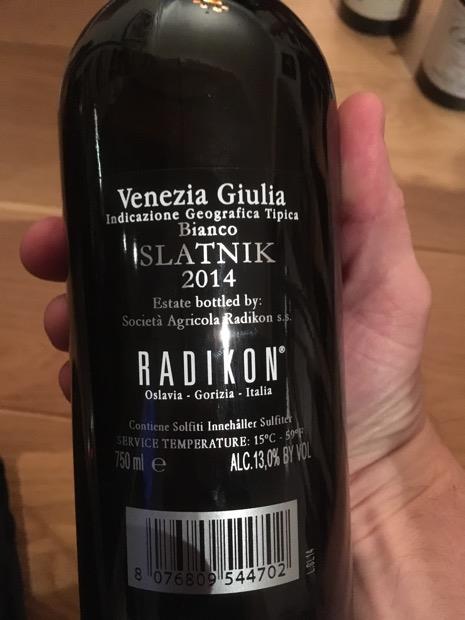 Venezia Giulia
Indicazione Geografica Tipica
Bianco
SLATNIK
2014
Estate bottled by:
Società Agricola Radikon s.s.
RADIKON®
Oslavia - Gorizia - Italia
Contiene Solfiti Innehåller Sulfiter
SERVICE TEMPERATURE: 15°C - 59°F
750 ml e ALC.13,0% BY VOL
8 076809 544702
L.SL14